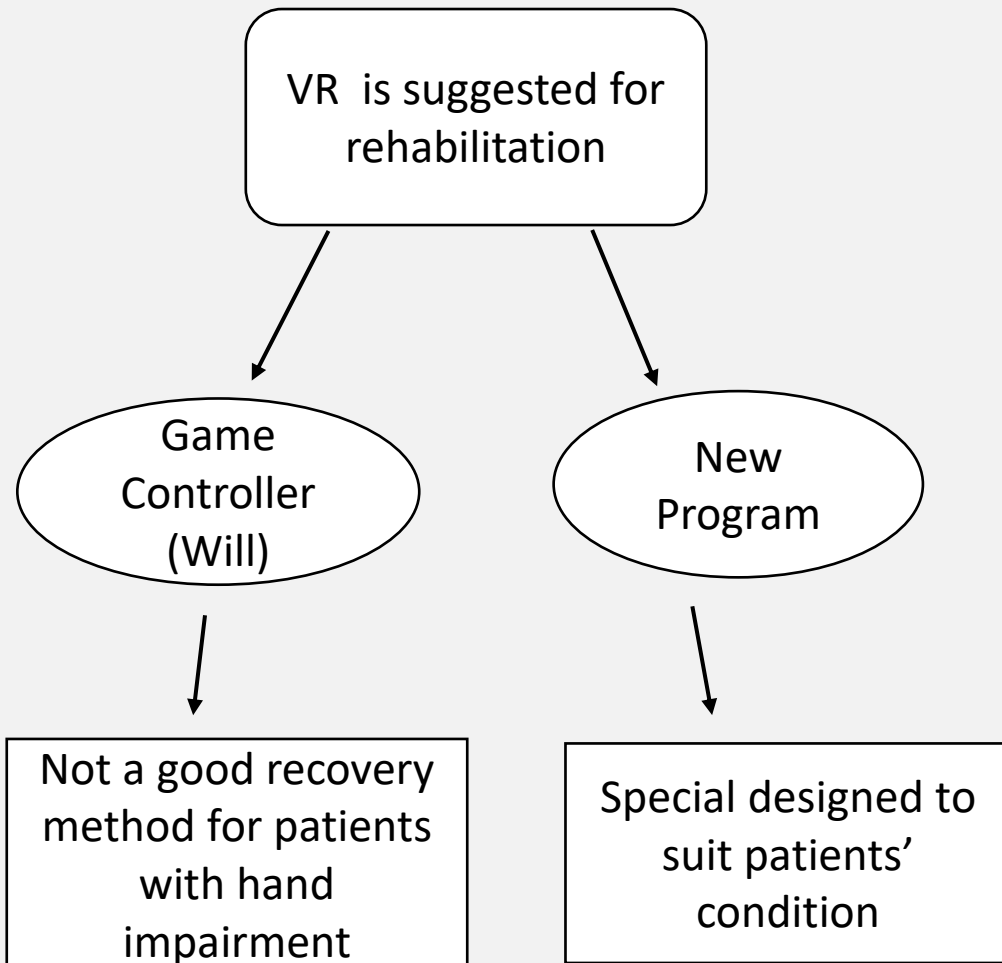 VR is suggested for
rehabilitation
Game
Controller
(Will)
New
Program
Not a good recovery
method for patients
with hand
impairment
Special designed to
suit patients’
condition